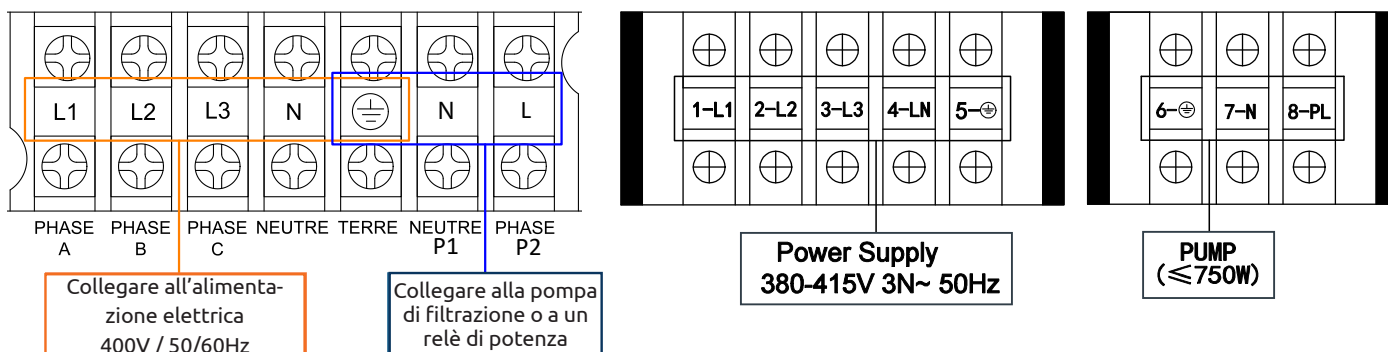 L1 L2 L3 N ⏚ N L
PHASE PHASE PHASE NEUTRE TERRE NEUTRE PHASE
A B C P1 P2
Collegare all'alimenta-
zione elettrica
400V / 50/60Hz
Collegare alla pompa
di filtrazione o a un
relè di potenza
1-L1 2-L2 3-L3 4-LN 5-⏚
Power Supply
380-415V 3N~ 50Hz
6-⏚ 7-N 8-PL
PUMP
(≤750W)